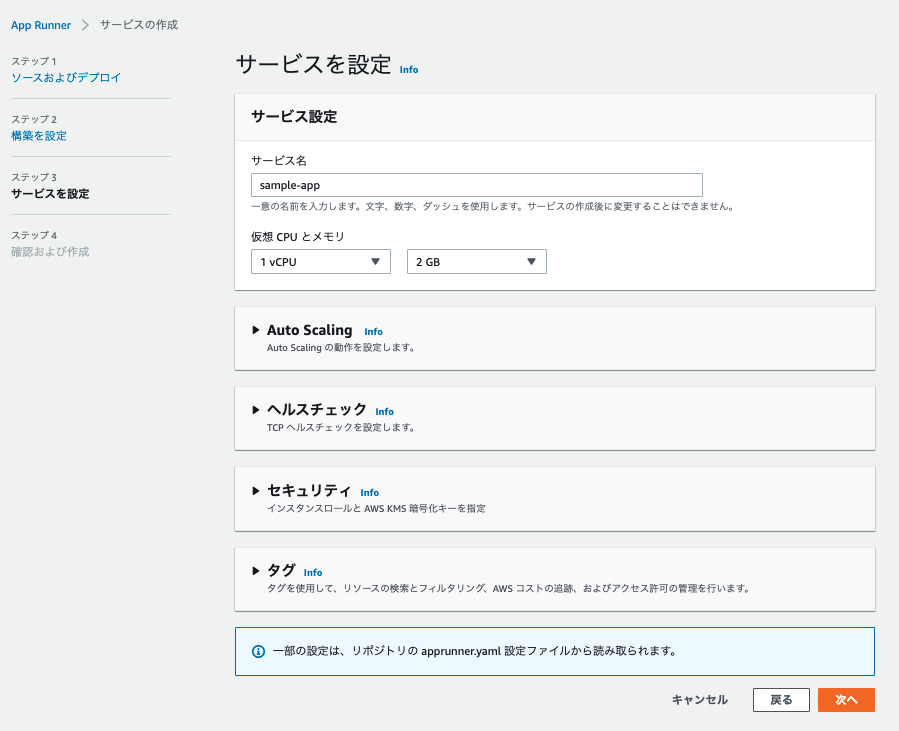 App Runner > サービスの作成
ステップ 1
ソースおよびデプロイ
ステップ 2
構築を設定
ステップ 3
サービスを設定
ステップ 4
確認および作成
サービスを設定 Info
サービス設定
サービス名
sample-app
一意の名前を入力します。文字、数字、ダッシュを使用します。サービスの作成後に変更することはできません。
仮想 CPU とメモリ
1 vCPU 2 GB
Auto Scaling Info
Auto Scaling の動作を設定します。
ヘルスチェック Info
TCP ヘルスチェックを設定します。
セキュリティ Info
インスタンスロールと AWS KMS 暗号化キーを指定
タグ Info
タグを使用して、リソースの検索とフィルタリング、AWS コストの追跡、およびアクセス許可の管理を行います。
一部の設定は、リポジトリの apprunner.yaml 設定ファイルから読み取られます。
キャンセル 戻る 次へ